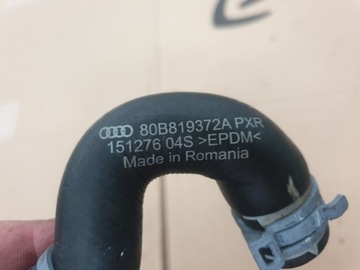 80B819372A PXR
151276 04S >EPDM<
Made in Romania